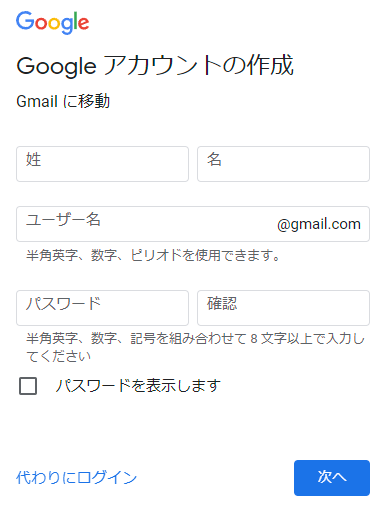 Google
Google アカウントの作成
Gmail に移動
姓 名
ユーザー名 @gmail.com
半角英字、数字、ピリオドを使用できます。
パスワード 確認
半角英字、数字、記号を組み合わせて 8 文字以上で入力し
てください
パスワードを表示します
代わりにログイン 次へ